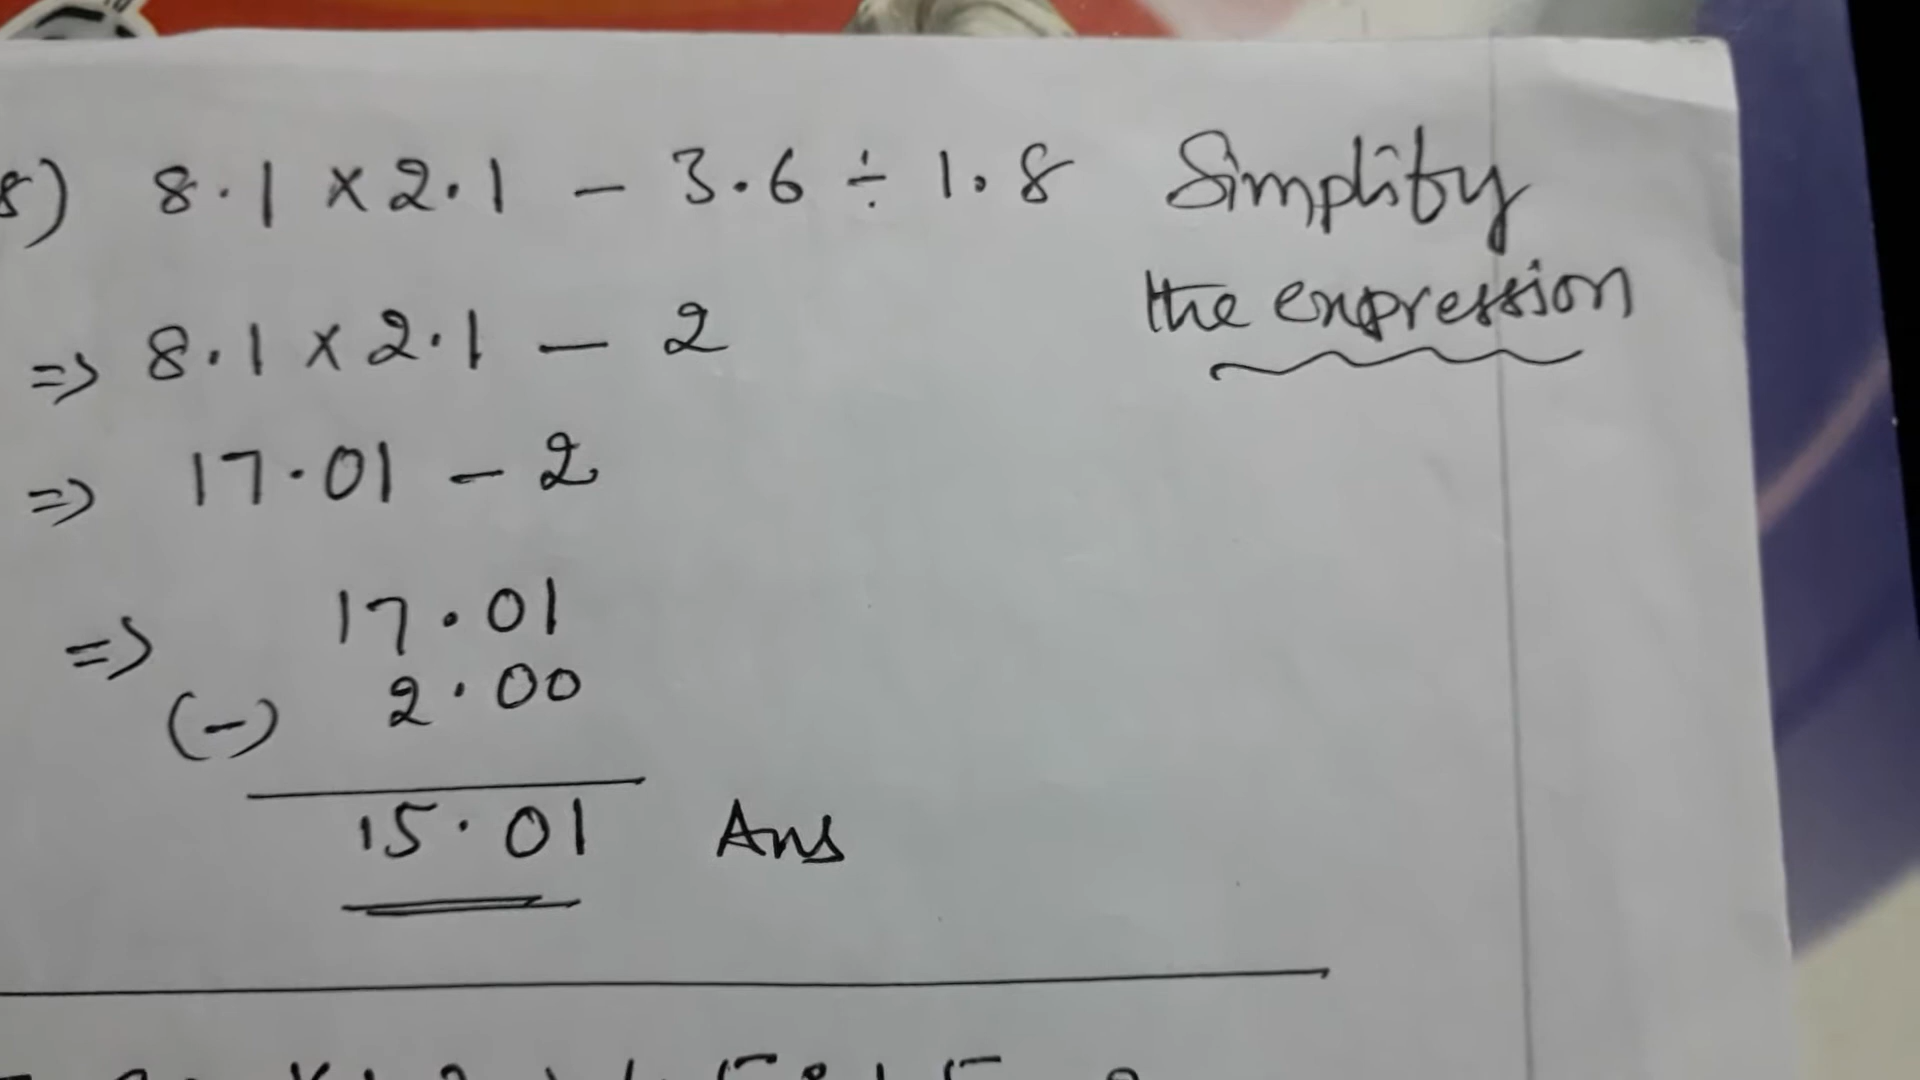 8) 8.1 × 2.1 - 3.6 ÷ 1.8 Simplify
the expression
=> 8.1 × 2.1 - 2
=> 17.01 - 2
=> 17.01
(-) 2.00
15.01 Ans